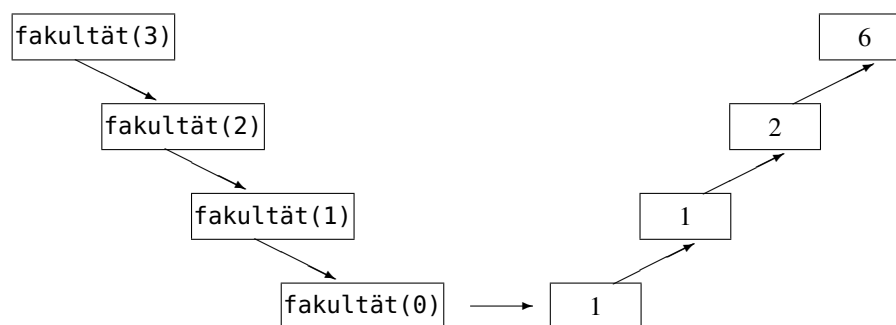 fakultät(3) 6
fakultät(2) 2
fakultät(1) 1
fakultät(0) 1